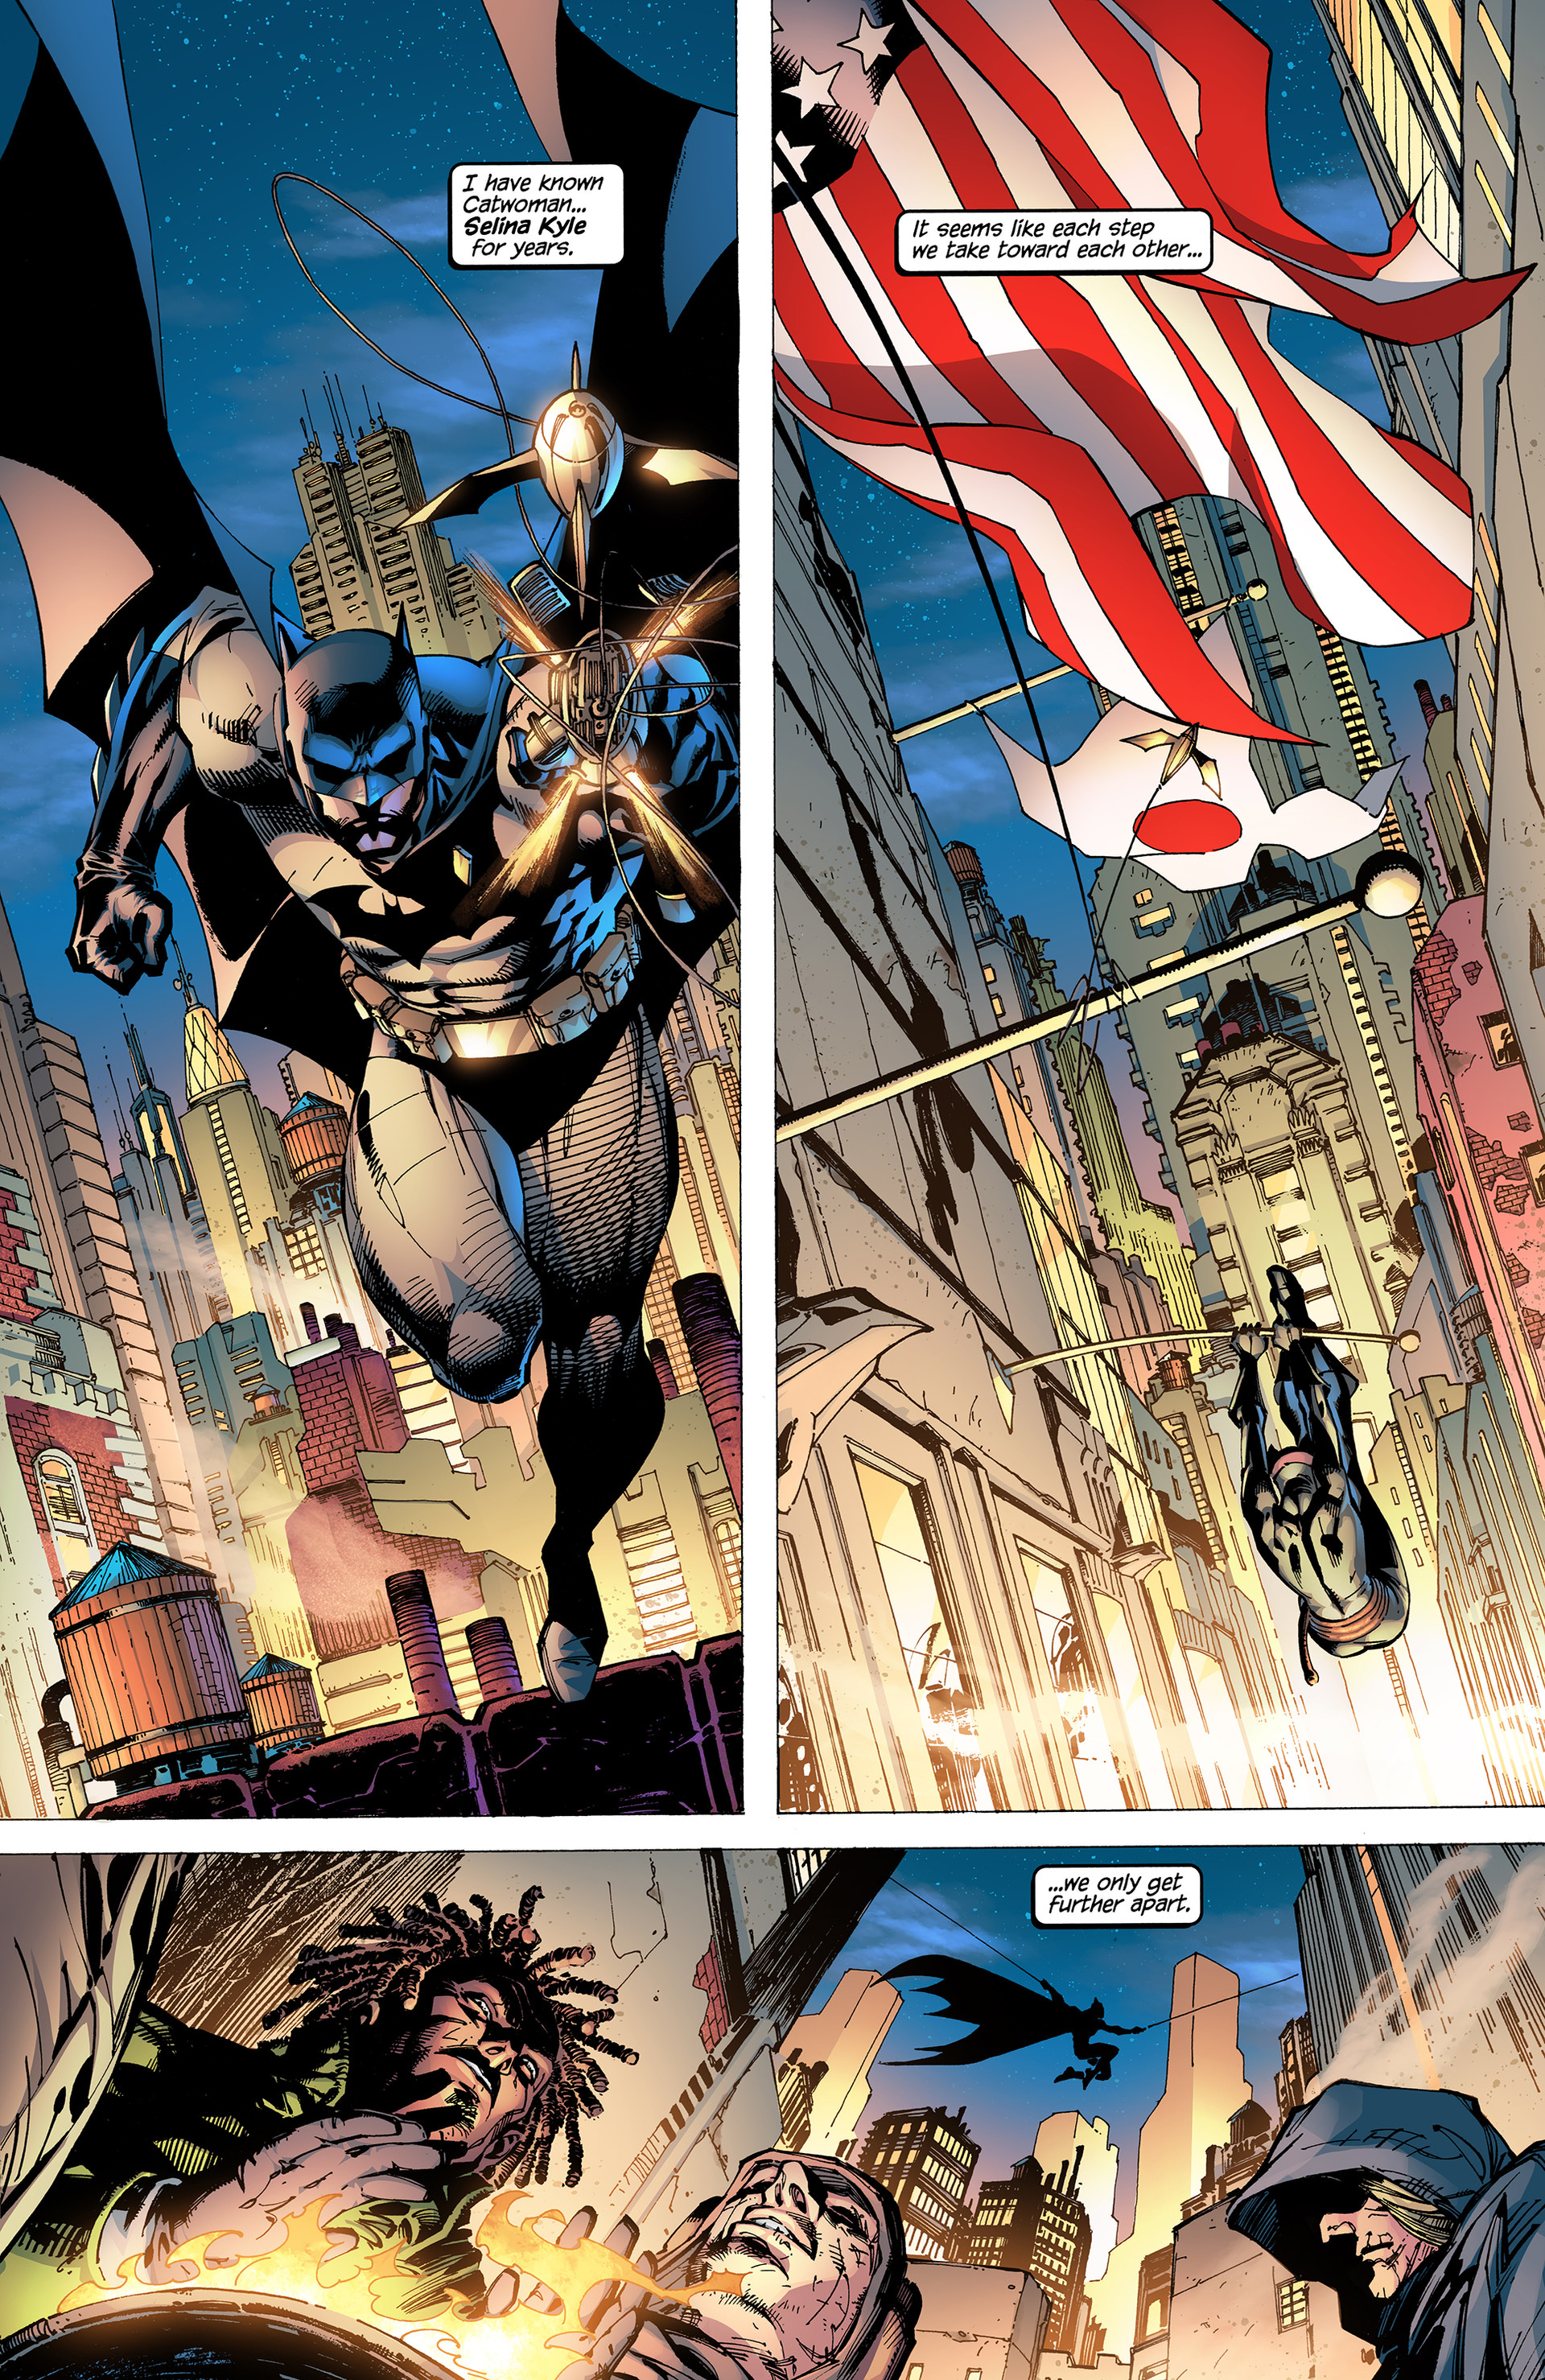 I have known
Catwoman...
Selina Kyle
for years.
It seems like each step
we take toward each other...
...we only get
further apart.